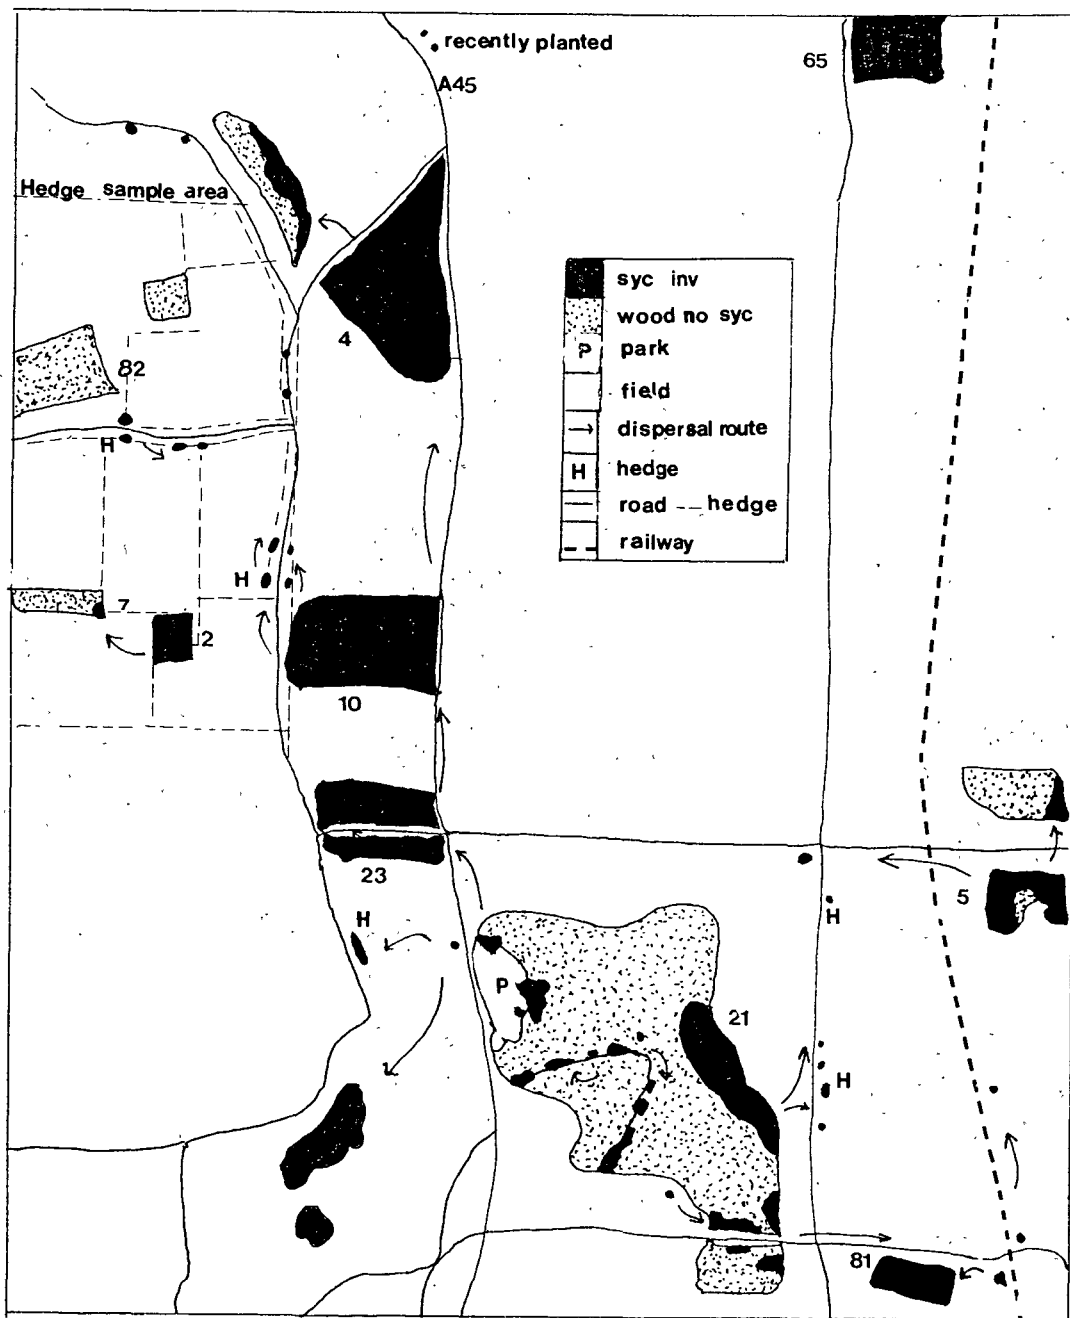 recently planted
65
A45
Hedge sample area
syc inv
wood no syc
P park
field
4
82
dispersal route
H
H hedge
road --- hedge
railway
H
7
2
10
23
5
H
H
P
21
H
81